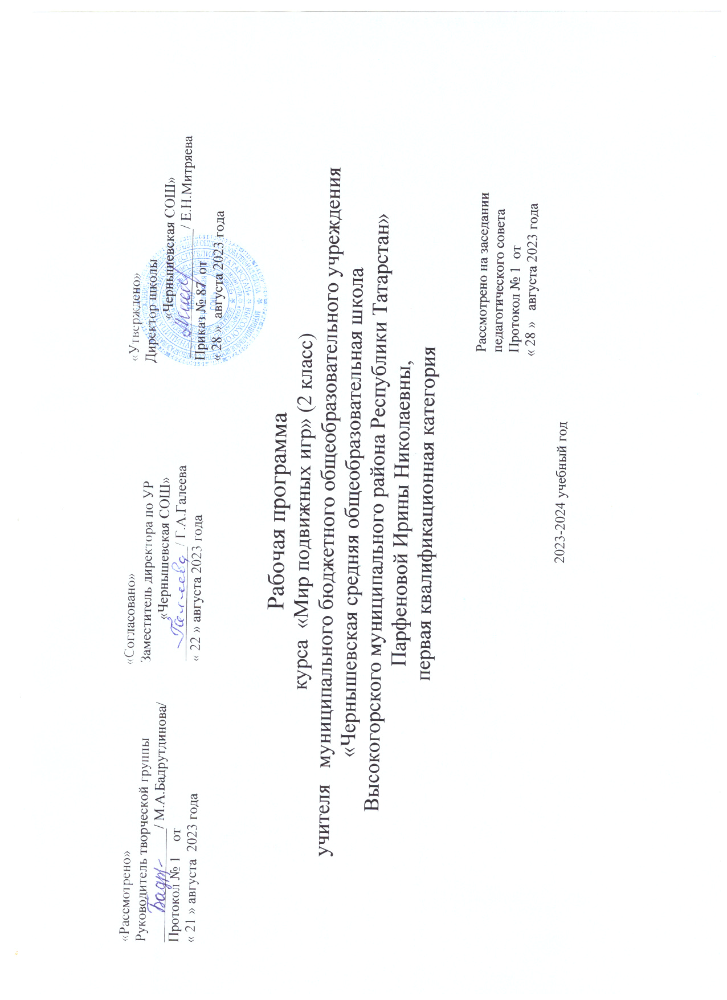 «Рассмотрено»
Руководитель творческой группы
Бадр / М.А.Бадрутдинова/
Протокол № 1 от
« 21 » августа 2023 года
«Согласовано»
Заместитель директора по УР
«Чернышевская СОШ»
Галеева / Г.А.Галеева
« 22 » августа 2023 года
«Утверждено»
Директор школы
«Чернышевская СОШ»
/ Е.Н.Митряева
Приказ № 87 от
« 28 » августа 2023 года
Рабочая программа
курса «Мир подвижных игр» (2 класс)
учителя муниципального бюджетного общеобразовательного учреждения
«Чернышевская средняя общеобразовательная школа
Высокогорского муниципального района Республики Татарстан»
Парфеновой Ирины Николаевны,
первая квалификационная категория
Рассмотрено на заседании
педагогического совета
Протокол № 1 от
« 28 » августа 2023 года
2023-2024 учебный год